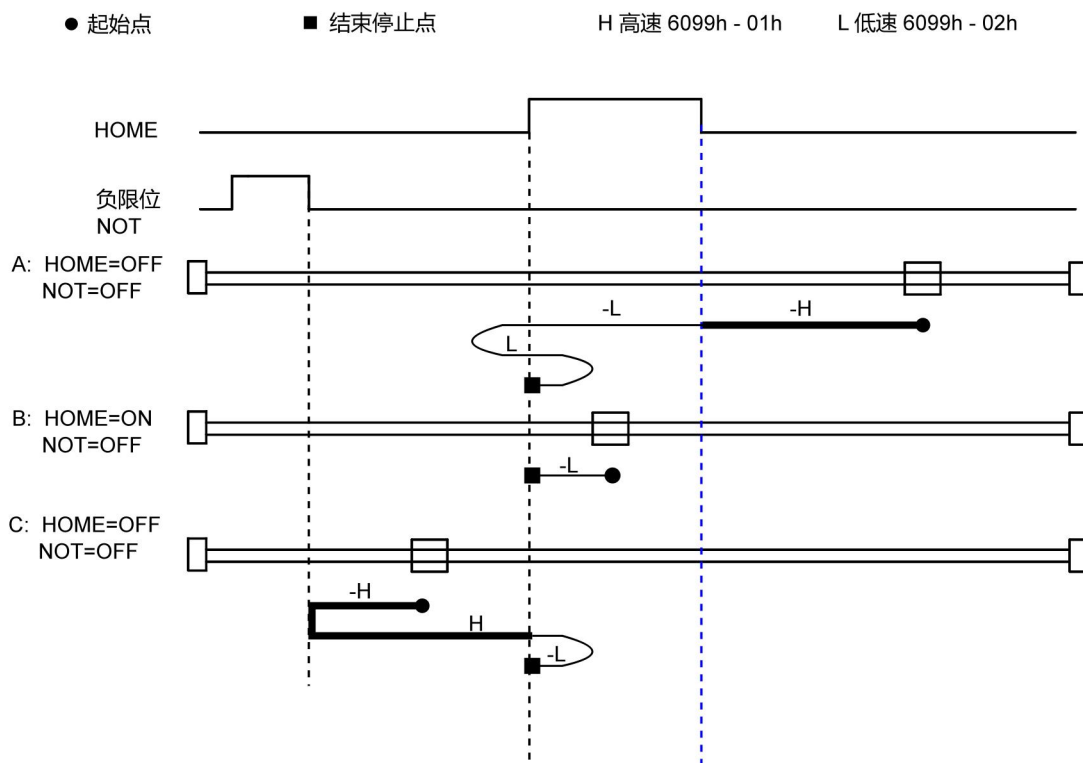 ● 起始点 ■ 结束停止点 H 高速 6099h - 01h L 低速 6099h - 02h
HOME
负限位
NOT
A: HOME=OFF
NOT=OFF
-L -H
L
B: HOME=ON
NOT=OFF
-L
C: HOME=OFF
NOT=OFF
-H
H
-L